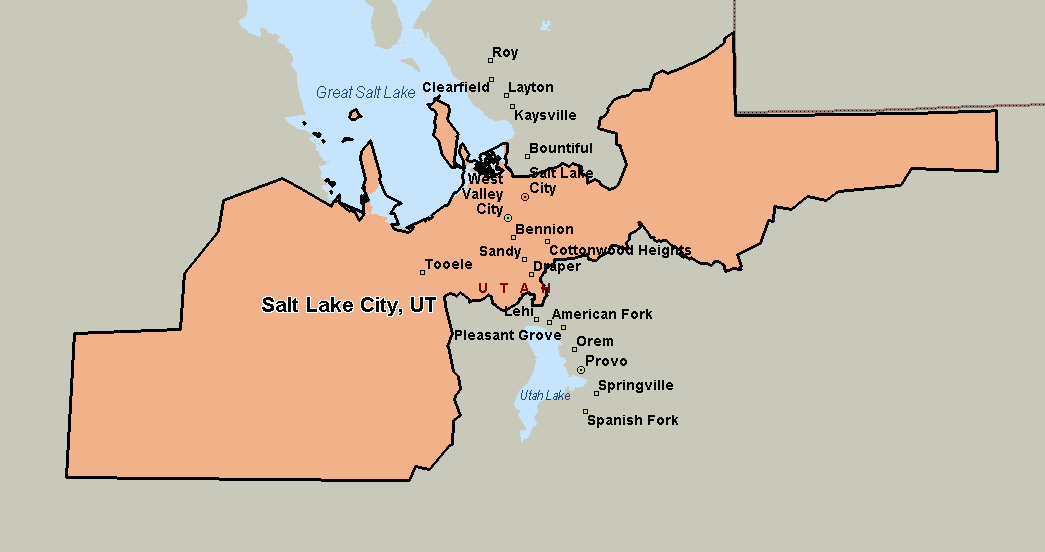 Roy
Clearfield
Layton
Great Salt Lake
Kaysville
Bountiful
Salt Lake
City
West
Valley
City
Bennion
Sandy
Cottonwood Heights
Tooele
Draper
U T A H
Salt Lake City, UT
Lehi
American Fork
Pleasant Grove
Orem
Provo
Springville
Utah Lake
Spanish Fork